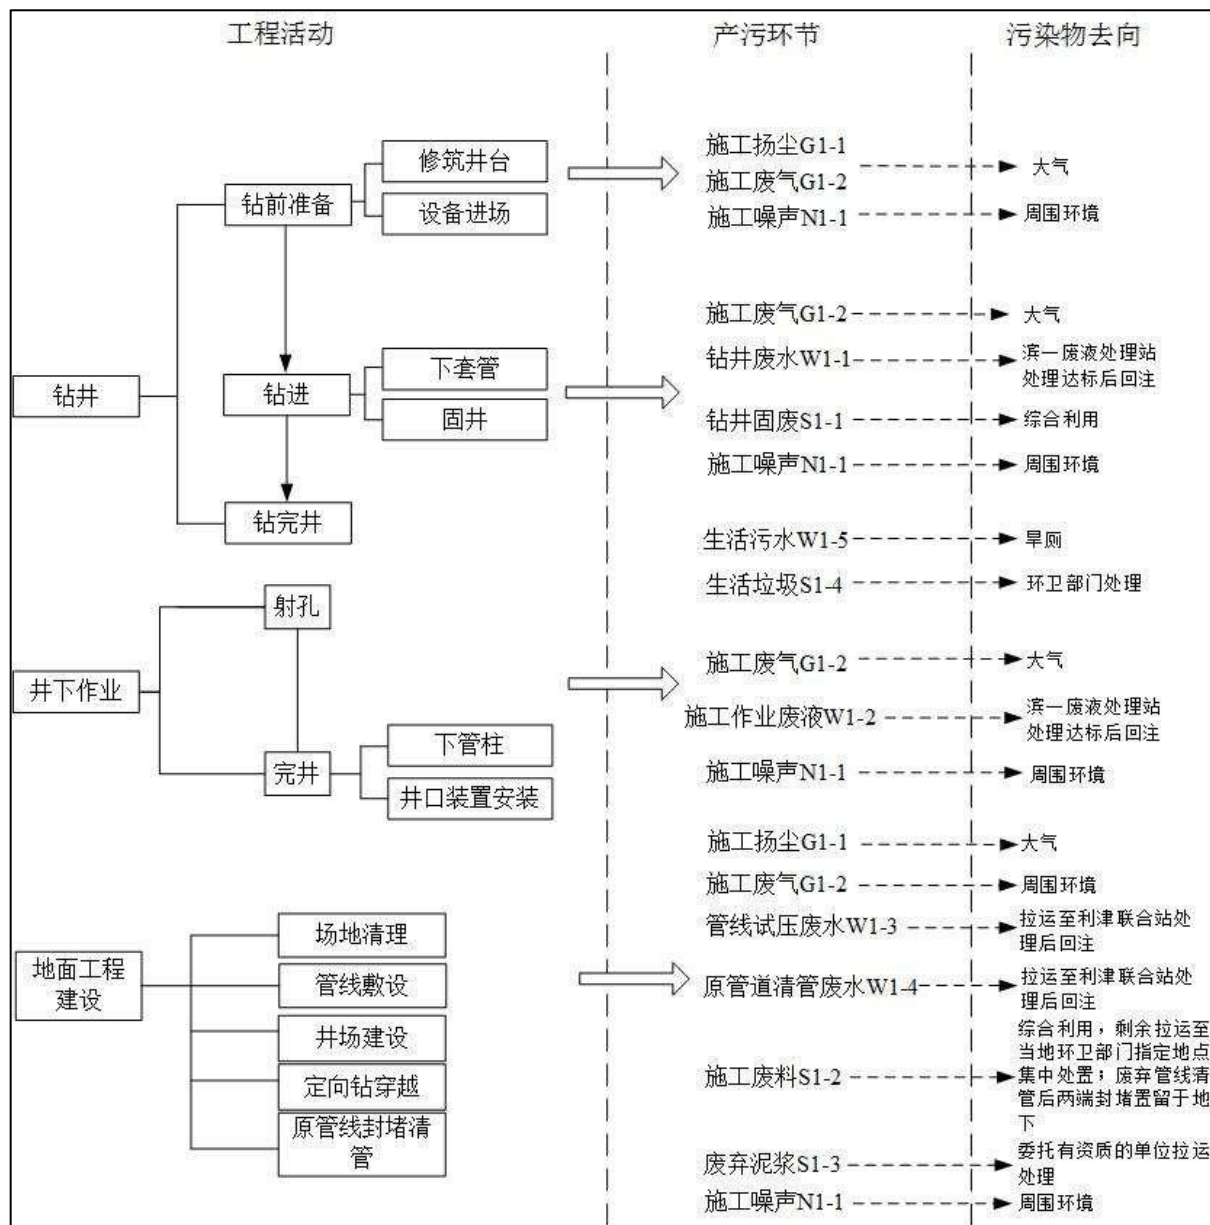 工程活动
产污环节
污染物去向
修筑井台
钻前准备
设备进场
施工扬尘G1-1
施工废气G1-2
大气
施工噪声N1-1
周围环境
钻井
下套管
钻进
固井
钻完井
施工废气G1-2
大气
钻井废水W1-1
滨一废液处理站
处理达标后回注
钻井固废S1-1
综合利用
施工噪声N1-1
周围环境
生活污水W1-5
旱厕
生活垃圾S1-4
环卫部门处理
射孔
井下作业
完井
下管柱
井口装置安装
施工废气G1-2
大气
施工作业废液W1-2
滨一废液处理站
处理达标后回注
施工噪声N1-1
周围环境
地面工程
建设
场地清理
管线敷设
井场建设
定向钻穿越
原管线封堵清
管
施工扬尘G1-1
大气
施工废气G1-2
周围环境
管线试压废水W1-3
拉运至利津联合站处
理后回注
原管道清管废水W1-4
拉运至利津联合站处
理后回注
施工废料S1-2
综合利用，剩余拉运至
当地环卫部门指定地点
集中处置；废弃管线清
管后两端封堵置留于地
下
废弃泥浆S1-3
委托有资质的单位拉运
处理
施工噪声N1-1
周围环境